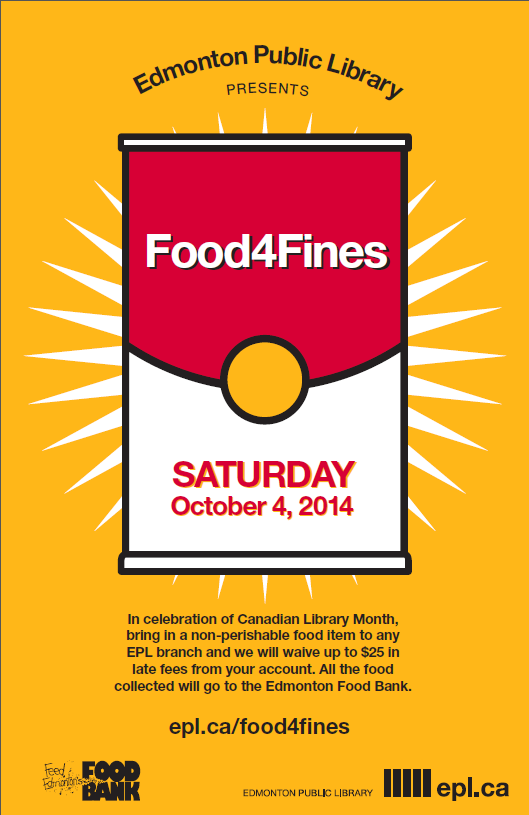 Edmonton Public Library
PRESENTS
Food4Fines
SATURDAY
October 4, 2014
In celebration of Canadian Library Month,
bring in a non-perishable food item to any
EPL branch and we will waive up to $25 in
late fees from your account. All the food
collected will go to the Edmonton Food Bank.
epl.ca/food4fines
Feed
Edmonton's
FOOD
BANK
EDMONTON PUBLIC LIBRARY
epl.ca